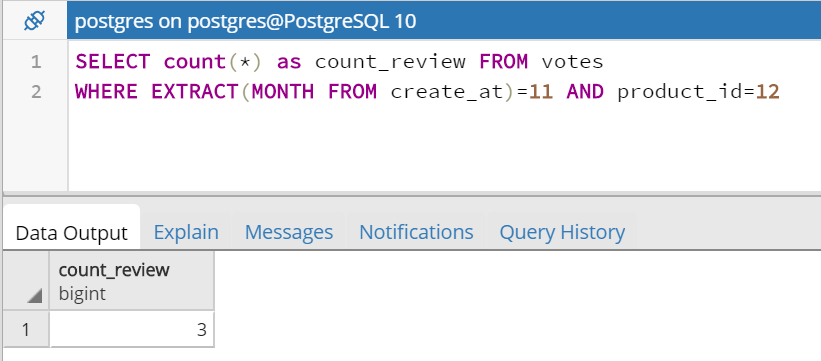 postgres on postgres@PostgreSQL 10
1 SELECT count(*) as count_review FROM votes
2 WHERE EXTRACT(MONTH FROM create_at)=11 AND product_id=12
Data Output Explain Messages Notifications Query History
count_review
bigint
1 3